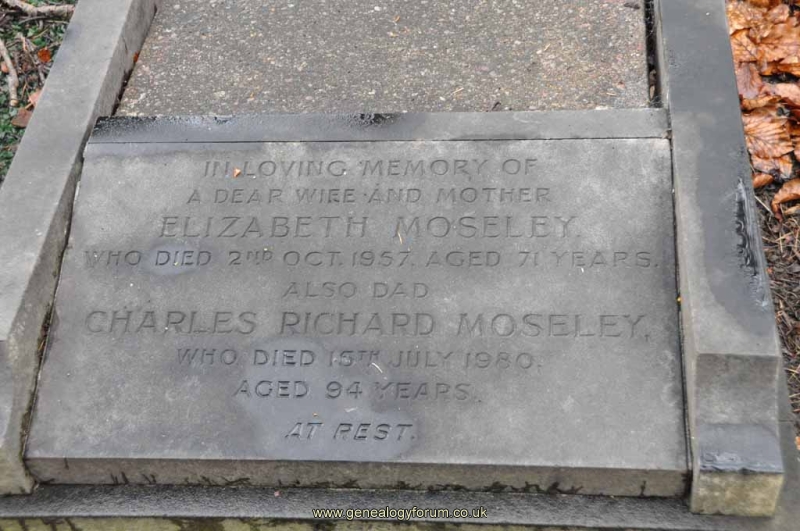 IN LOVING MEMORY OF
A DEAR WIFE AND MOTHER
ELIZABETH MOSELEY.
WHO DIED 2ND OCT. 1957. AGED 71 YEARS.
ALSO DAD
CHARLES RICHARD MOSELEY,
WHO DIED 15TH JULY 1980.
AGED 94 YEARS.
AT REST.
www.genealogyforum.co.uk